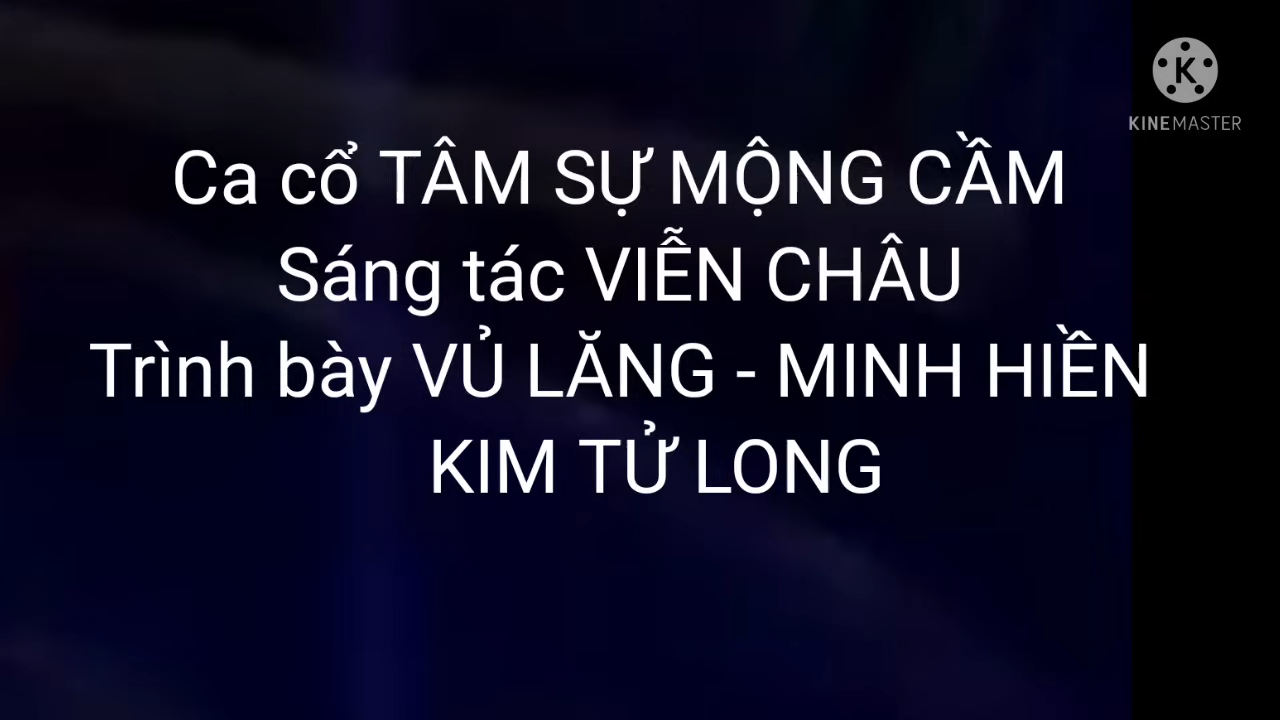 KINEMASTER
Ca cổ TÂM SỰ MỘNG CẦM
Sáng tác VIỄN CHÂU
Trình bày VỦ LĂNG - MINH HIỀN
KIM TỬ LONG